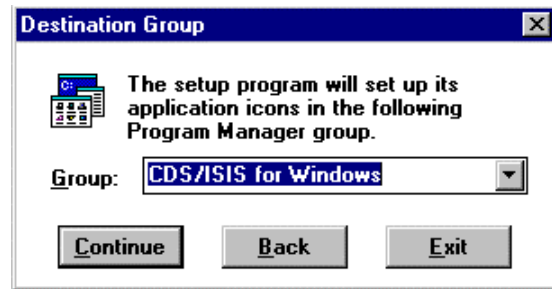 Destination Group
C:
The setup program will set up its
application icons in the following
Program Manager group.
Group: CDS/ISIS for Windows
Continue Back Exit